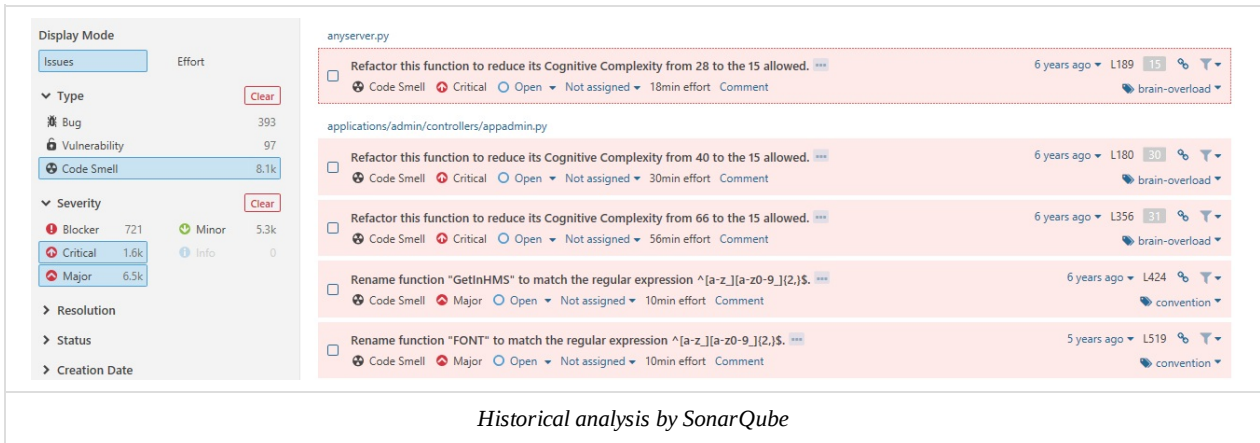 Display Mode
Issues Effort
Type Clear
Bug 393
Vulnerability 97
Code Smell 8.1k
Severity Clear
Blocker 721 Minor 5.3k
Critical 1.6k Info 0
Major 6.5k
Resolution
Status
Creation Date
anyserver.py
Refactor this function to reduce its Cognitive Complexity from 28 to the 15 allowed. 6 years ago L189 15
Code Smell Critical Open Not assigned 18min effort Comment brain-overload
applications/admin/controllers/appadmin.py
Refactor this function to reduce its Cognitive Complexity from 40 to the 15 allowed. 6 years ago L180 30
Code Smell Critical Open Not assigned 30min effort Comment brain-overload
Refactor this function to reduce its Cognitive Complexity from 66 to the 15 allowed. 6 years ago L356 31
Code Smell Critical Open Not assigned 56min effort Comment brain-overload
Rename function "GetInHMS" to match the regular expression ^[a-z_][a-z0-9_]{2,}$. 6 years ago L424
Code Smell Major Open Not assigned 10min effort Comment convention
Rename function "FONT" to match the regular expression ^[a-z_][a-z0-9_]{2,}$. 5 years ago L519
Code Smell Major Open Not assigned 10min effort Comment convention
Historical analysis by SonarQube